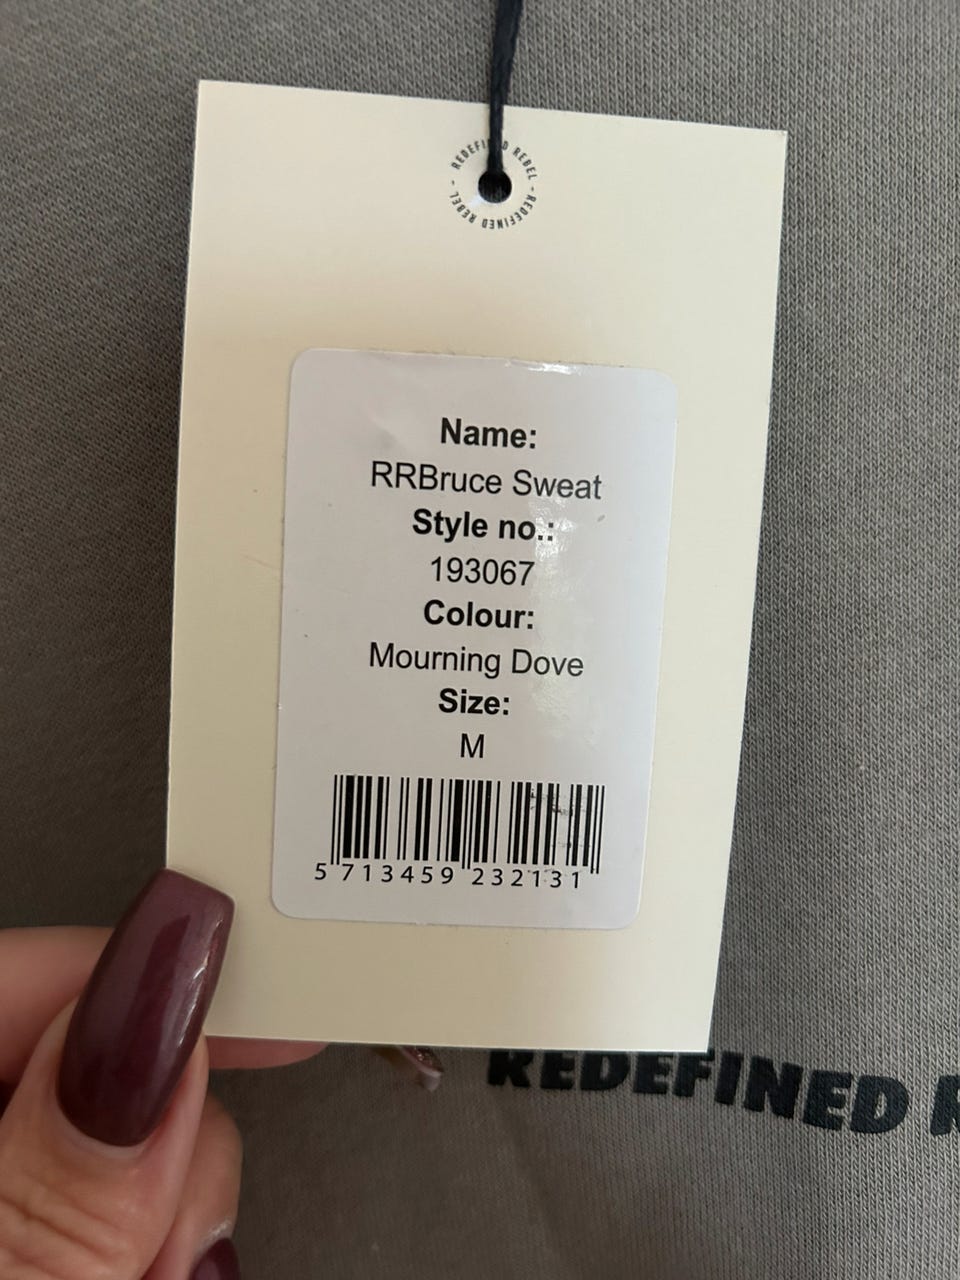 REDEFINED REBEL - REDEFINED REBEL -
Name:
RRBruce Sweat
Style no.:
193067
Colour:
Mourning Dove
Size:
M
5 713459 232131
REDEFINED R